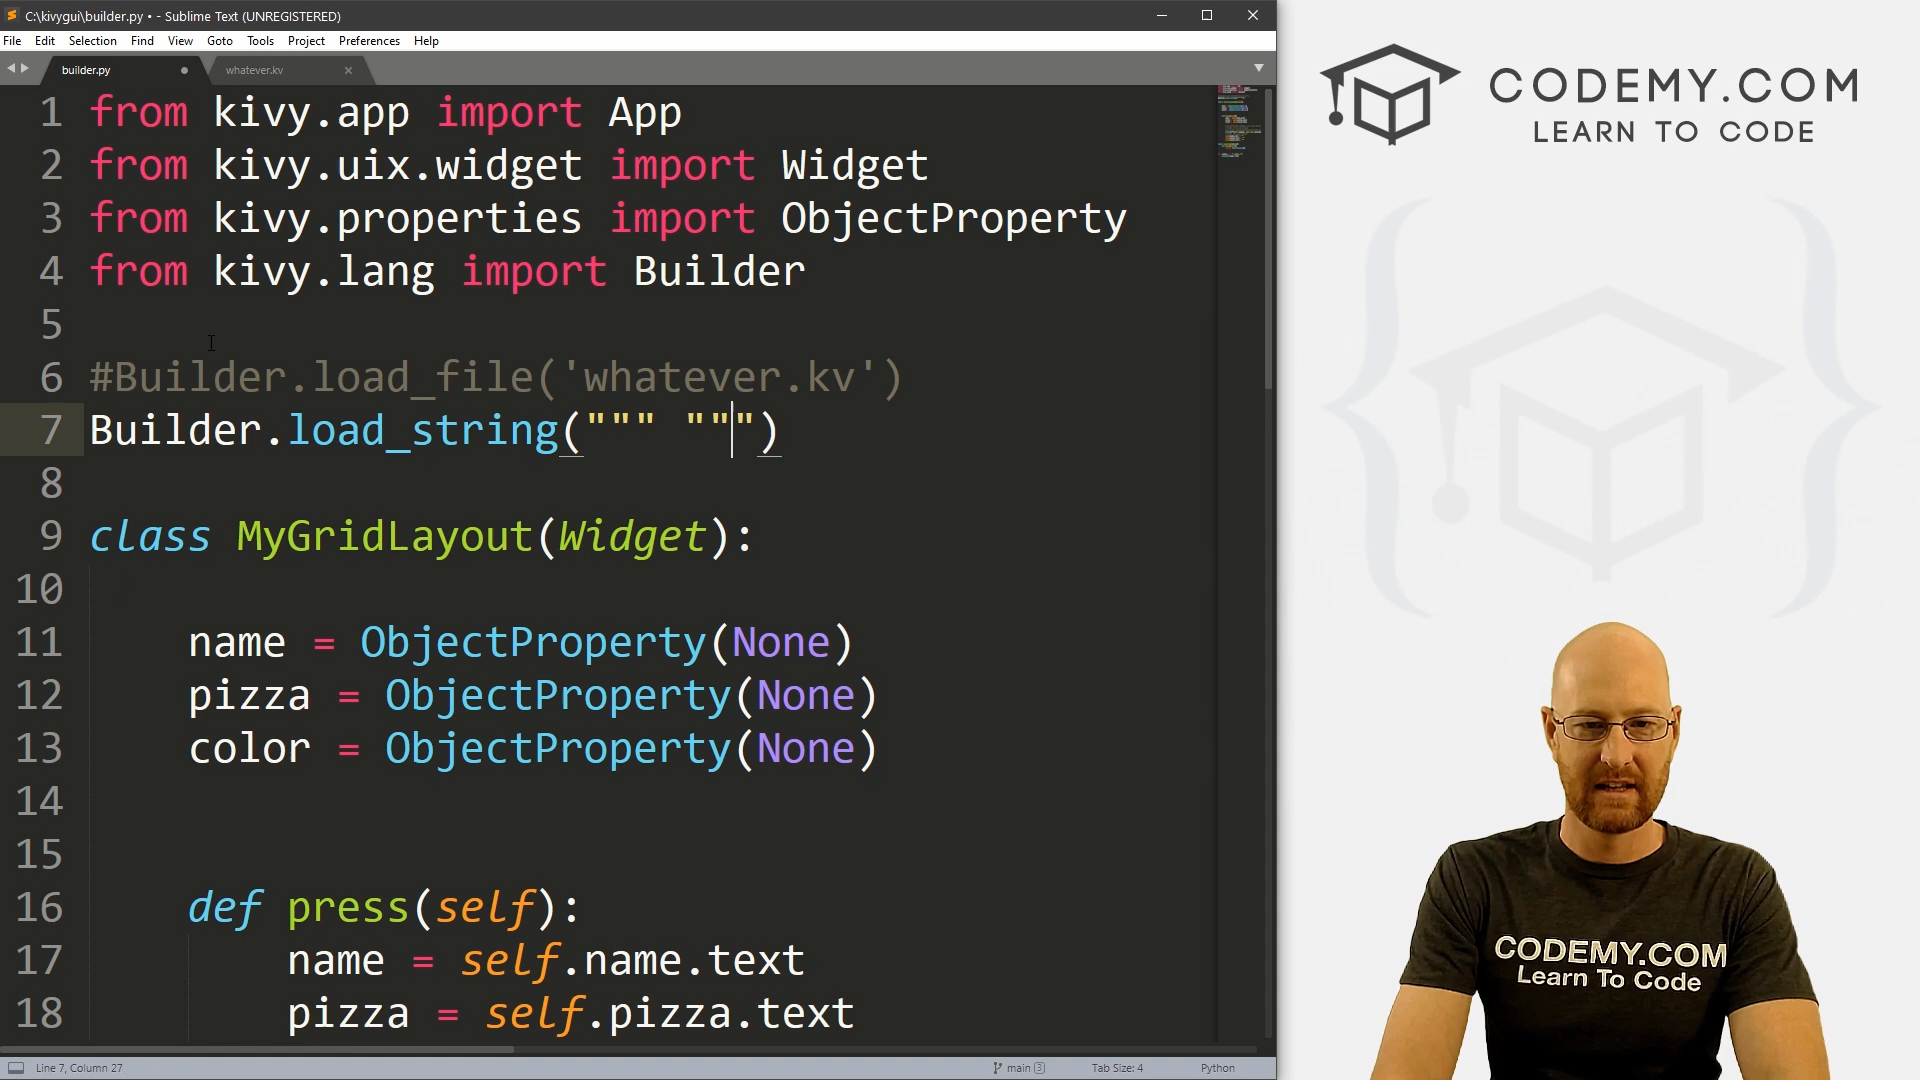 C:\kivygui\builder.py • - Sublime Text (UNREGISTERED)
File Edit Selection Find View Goto Tools Project Preferences Help
builder.py
whatever.kv
1 from kivy.app import App
2 from kivy.uix.widget import Widget
3 from kivy.properties import ObjectProperty
4 from kivy.lang import Builder
5
6 #Builder.load_file('whatever.kv')
7 Builder.load_string(""" """)
8
9 class MyGridLayout(Widget):
10
11 name = ObjectProperty(None)
12 pizza = ObjectProperty(None)
13 color = ObjectProperty(None)
14
15
16 def press(self):
17 name = self.name.text
18 pizza = self.pizza.text
Line 7, Column 27
main 3
Tab Size: 4
Python
CODEMY.COM
LEARN TO CODE
CODEMY.COM
Learn To Code